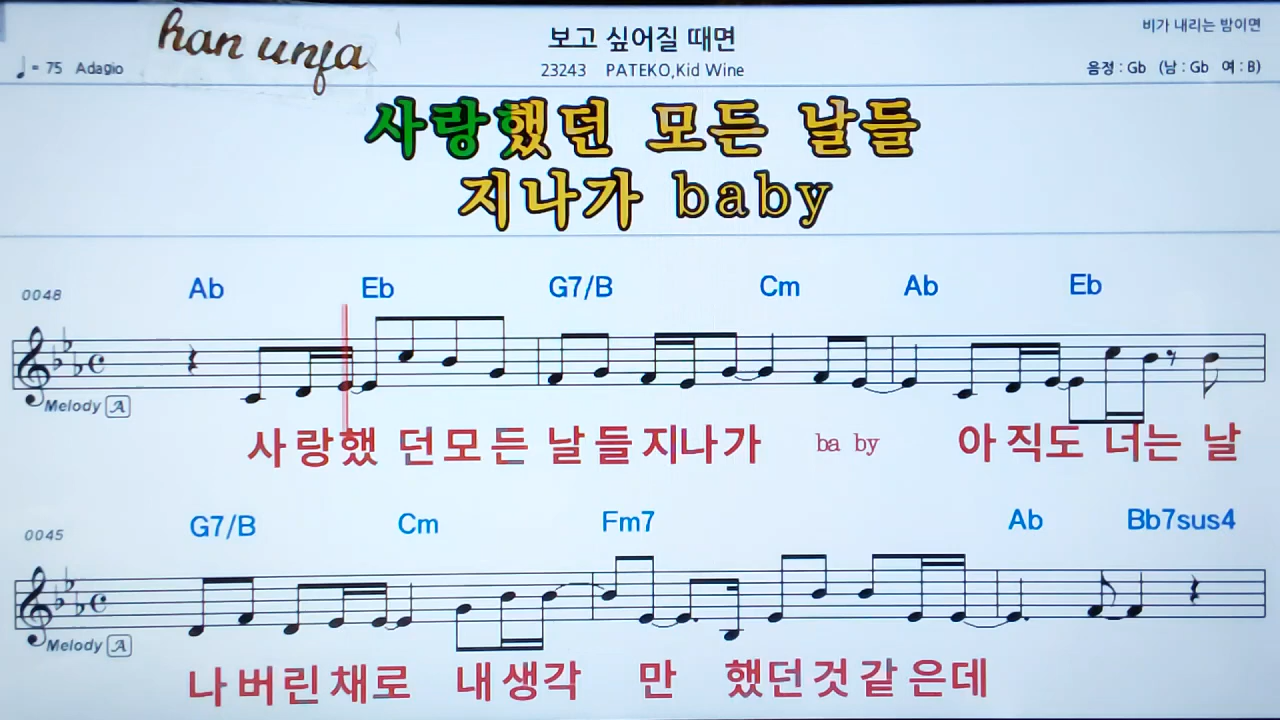 han unfa
보고 싶어질 때면
비가 내리는 밤이면
♩= 75 Adagio
23243 PATEKO,Kid Wine
음정 : Gb (남 : Gb 여 : B)
사랑했던 모든 날들
지나가 baby
0048 Ab Eb G7/B Cm Ab Eb
Melody A
사랑했 던모든 날들지나가 ba by 아직도 너는 날
0045 G7/B Cm Fm7 Ab Bb7sus4
Melody A
나버린채로 내생각 만 했던것같은데